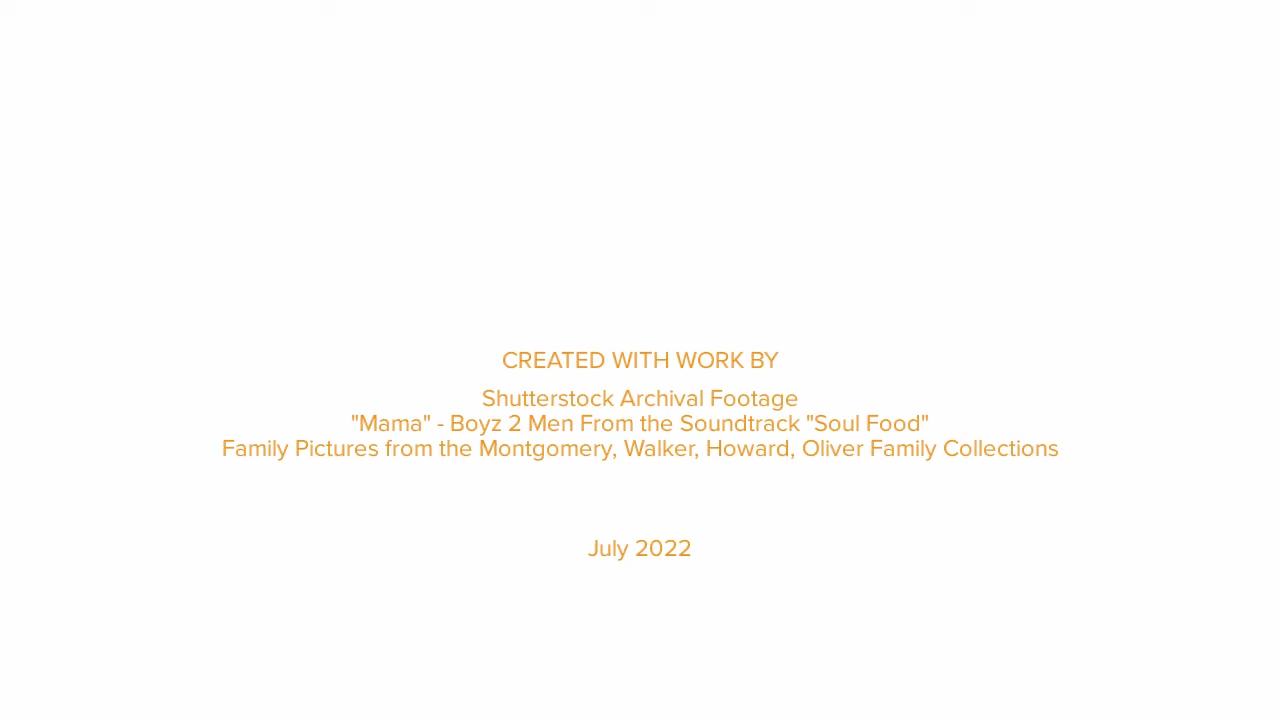 CREATED WITH WORK BY
Shutterstock Archival Footage
"Mama" - Boyz 2 Men From the Soundtrack "Soul Food"
Family Pictures from the Montgomery, Walker, Howard, Oliver Family Collections
July 2022